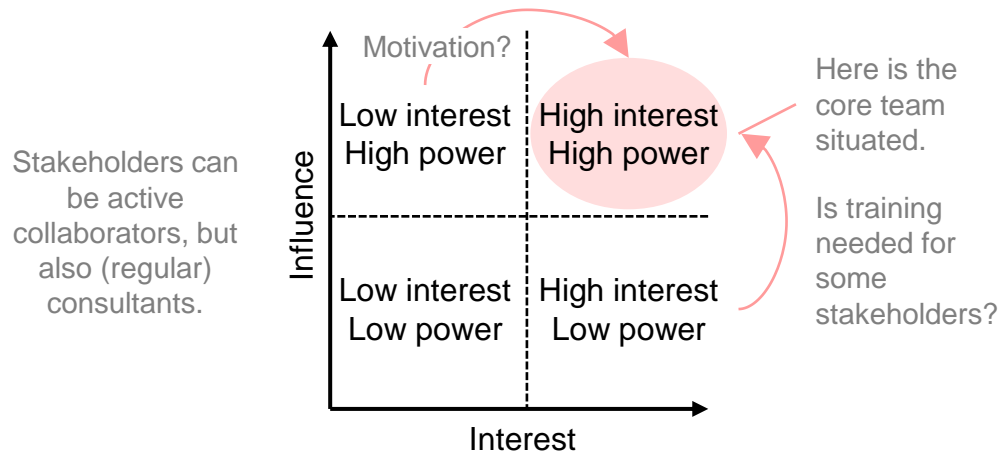 Stakeholders can
be active
collaborators, but
also (regular)
consultants.
Influence
Motivation?
Low interest
High power
High interest
High power
Low interest
Low power
High interest
Low power
Interest
Here is the
core team
situated.
Is training
needed for
some
stakeholders?